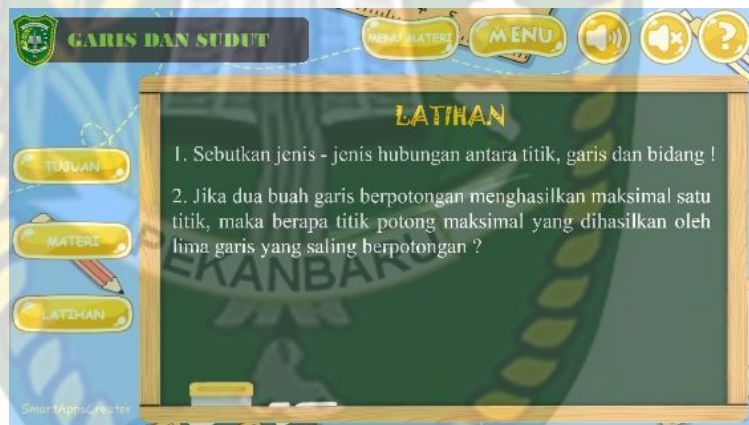 GARIS DAN SUDUT
MENU MATERI
MENU
LATIHAN
1. Sebutkan jenis - jenis hubungan antara titik, garis dan bidang !
2. Jika dua buah garis berpotongan menghasilkan maksimal satu
titik, maka berapa titik potong maksimal yang dihasilkan oleh
lima garis yang saling berpotongan ?
TUJUAN
MATERI
LATIHAN
PEKANBARU
SmartAppsCreator